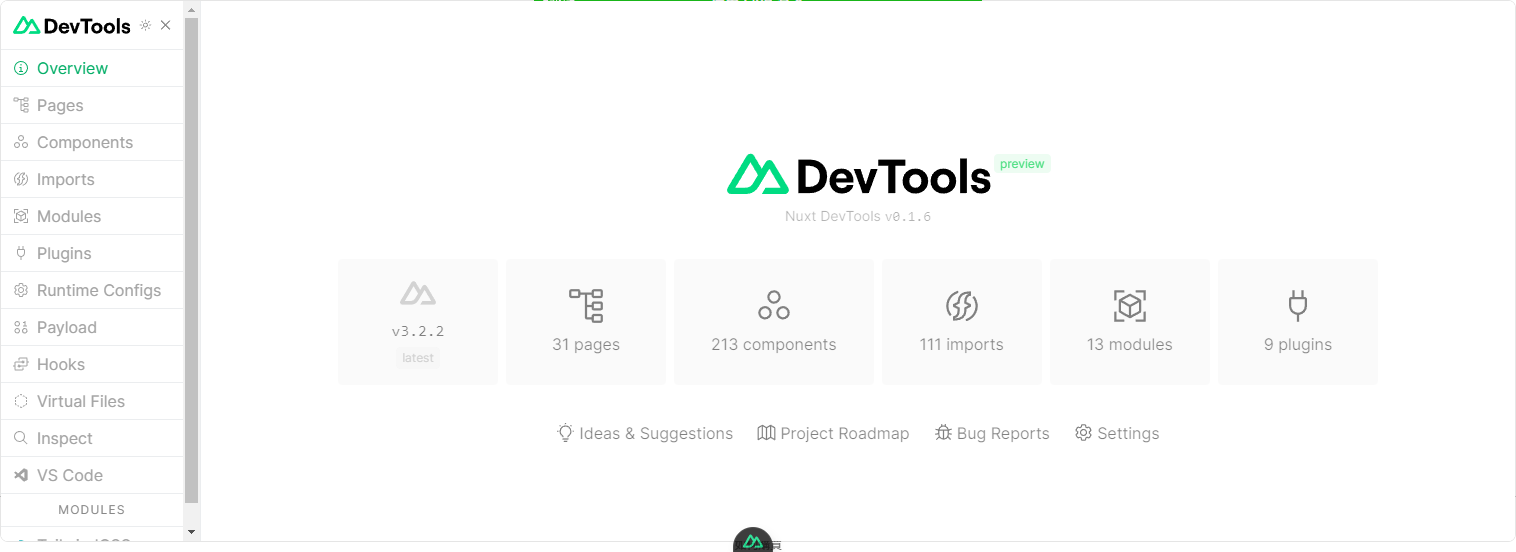 DevTools
Overview
Pages
Components
Imports
Modules
Plugins
Runtime Configs
Payload
Hooks
Virtual Files
Inspect
VS Code
MODULES
DevTools preview
Nuxt DevTools v0.1.6
v3.2.2
latest
31 pages
213 components
111 imports
13 modules
9 plugins
Ideas & Suggestions
Project Roadmap
Bug Reports
Settings